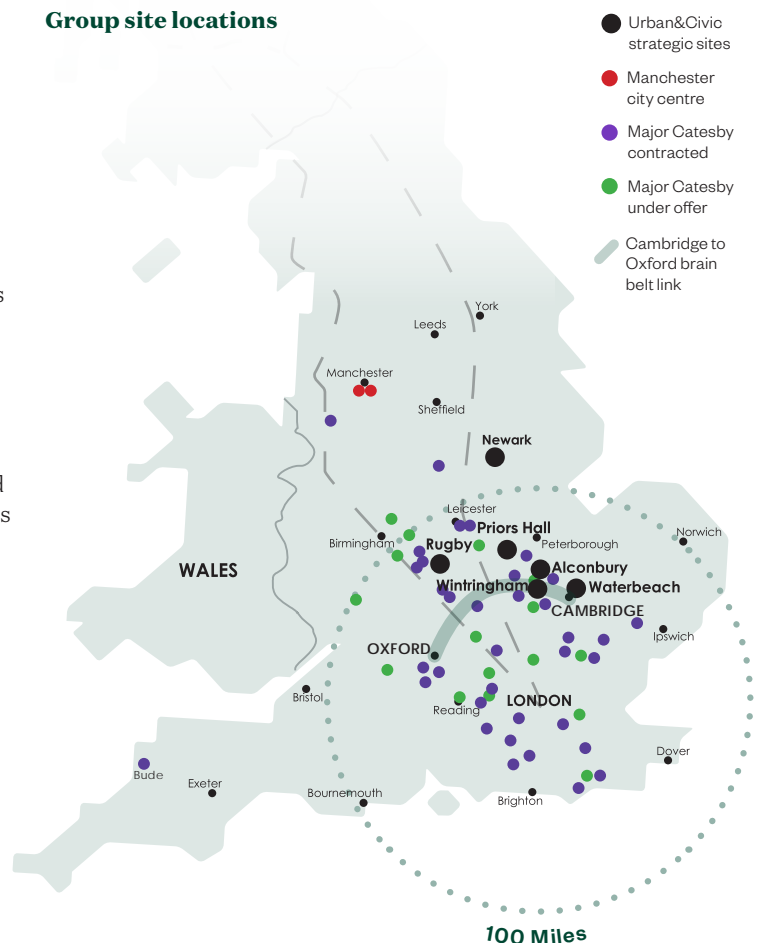 Group site locations
Urban&Civic
strategic sites
Manchester
city centre
Major Catesby
contracted
Major Catesby
under offer
Cambridge to
Oxford brain
belt link
s
York
Leeds
Manchester
Sheffield
Newark
d
s
Leicester
Priors Hall
Norwich
Birmingham
Rugby
Peterborough
WALES
Alconbury
Wintringham
Waterbeach
CAMBRIDGE
Ipswich
OXFORD
Bristol
Reading
LONDON
Dover
Bude
Exeter
Bournemouth
Brighton
100 Miles